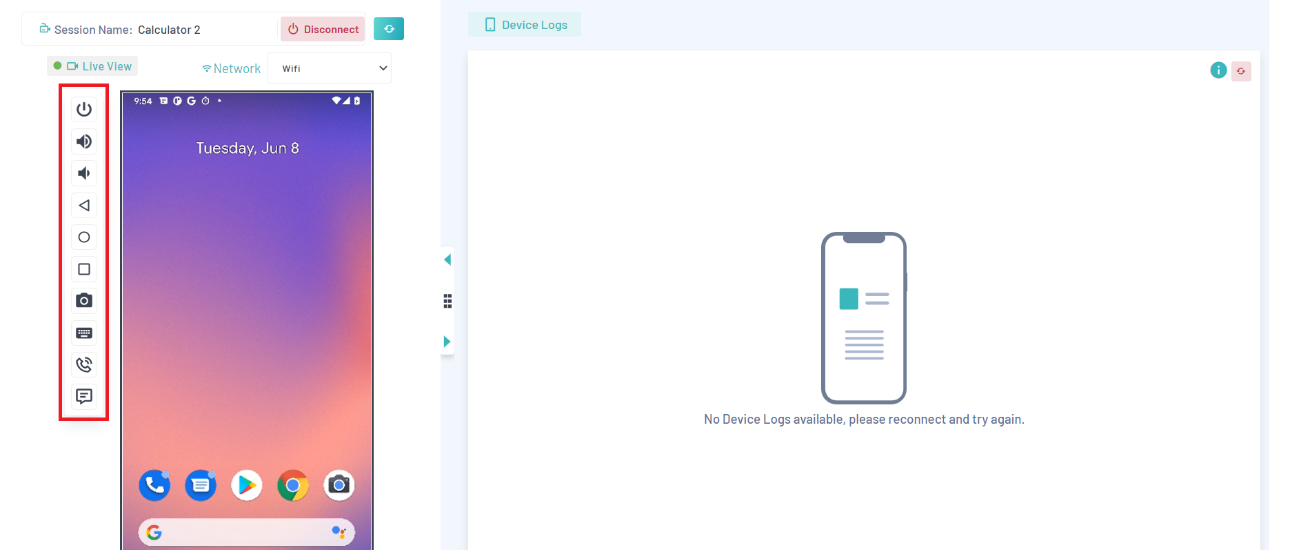 Session Name: Calculator 2
Disconnect
Live View
Network
Wifi
9:54
Tuesday, Jun 8
Device Logs
No Device Logs available, please reconnect and try again.